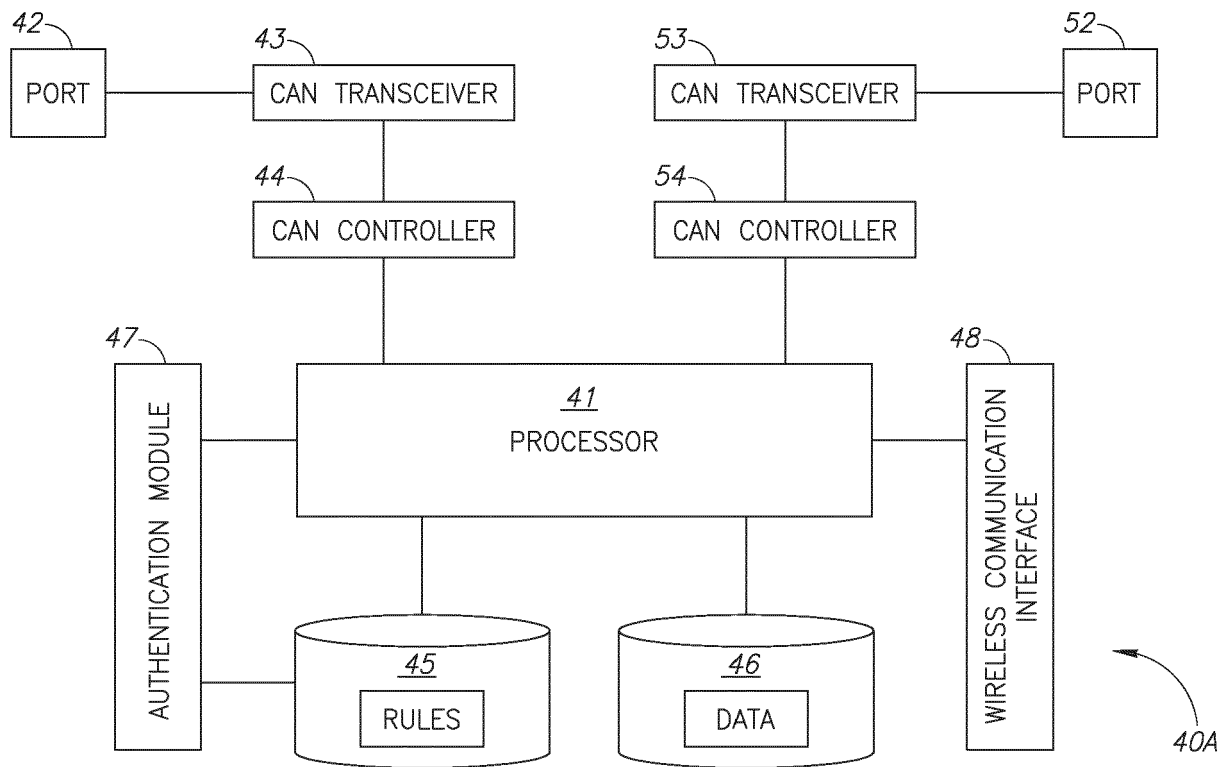 42
PORT
43
CAN TRANSCEIVER
53
CAN TRANSCEIVER
52
PORT
44
CAN CONTROLLER
54
CAN CONTROLLER
47
AUTHENTICATION MODULE
41
PROCESSOR
48
WIRELESS COMMUNICATION
INTERFACE
45
RULES
46
DATA
40A